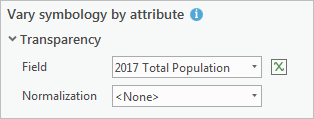 Vary symbology by attribute
Transparency
Field 2017 Total Population
Normalization <None>